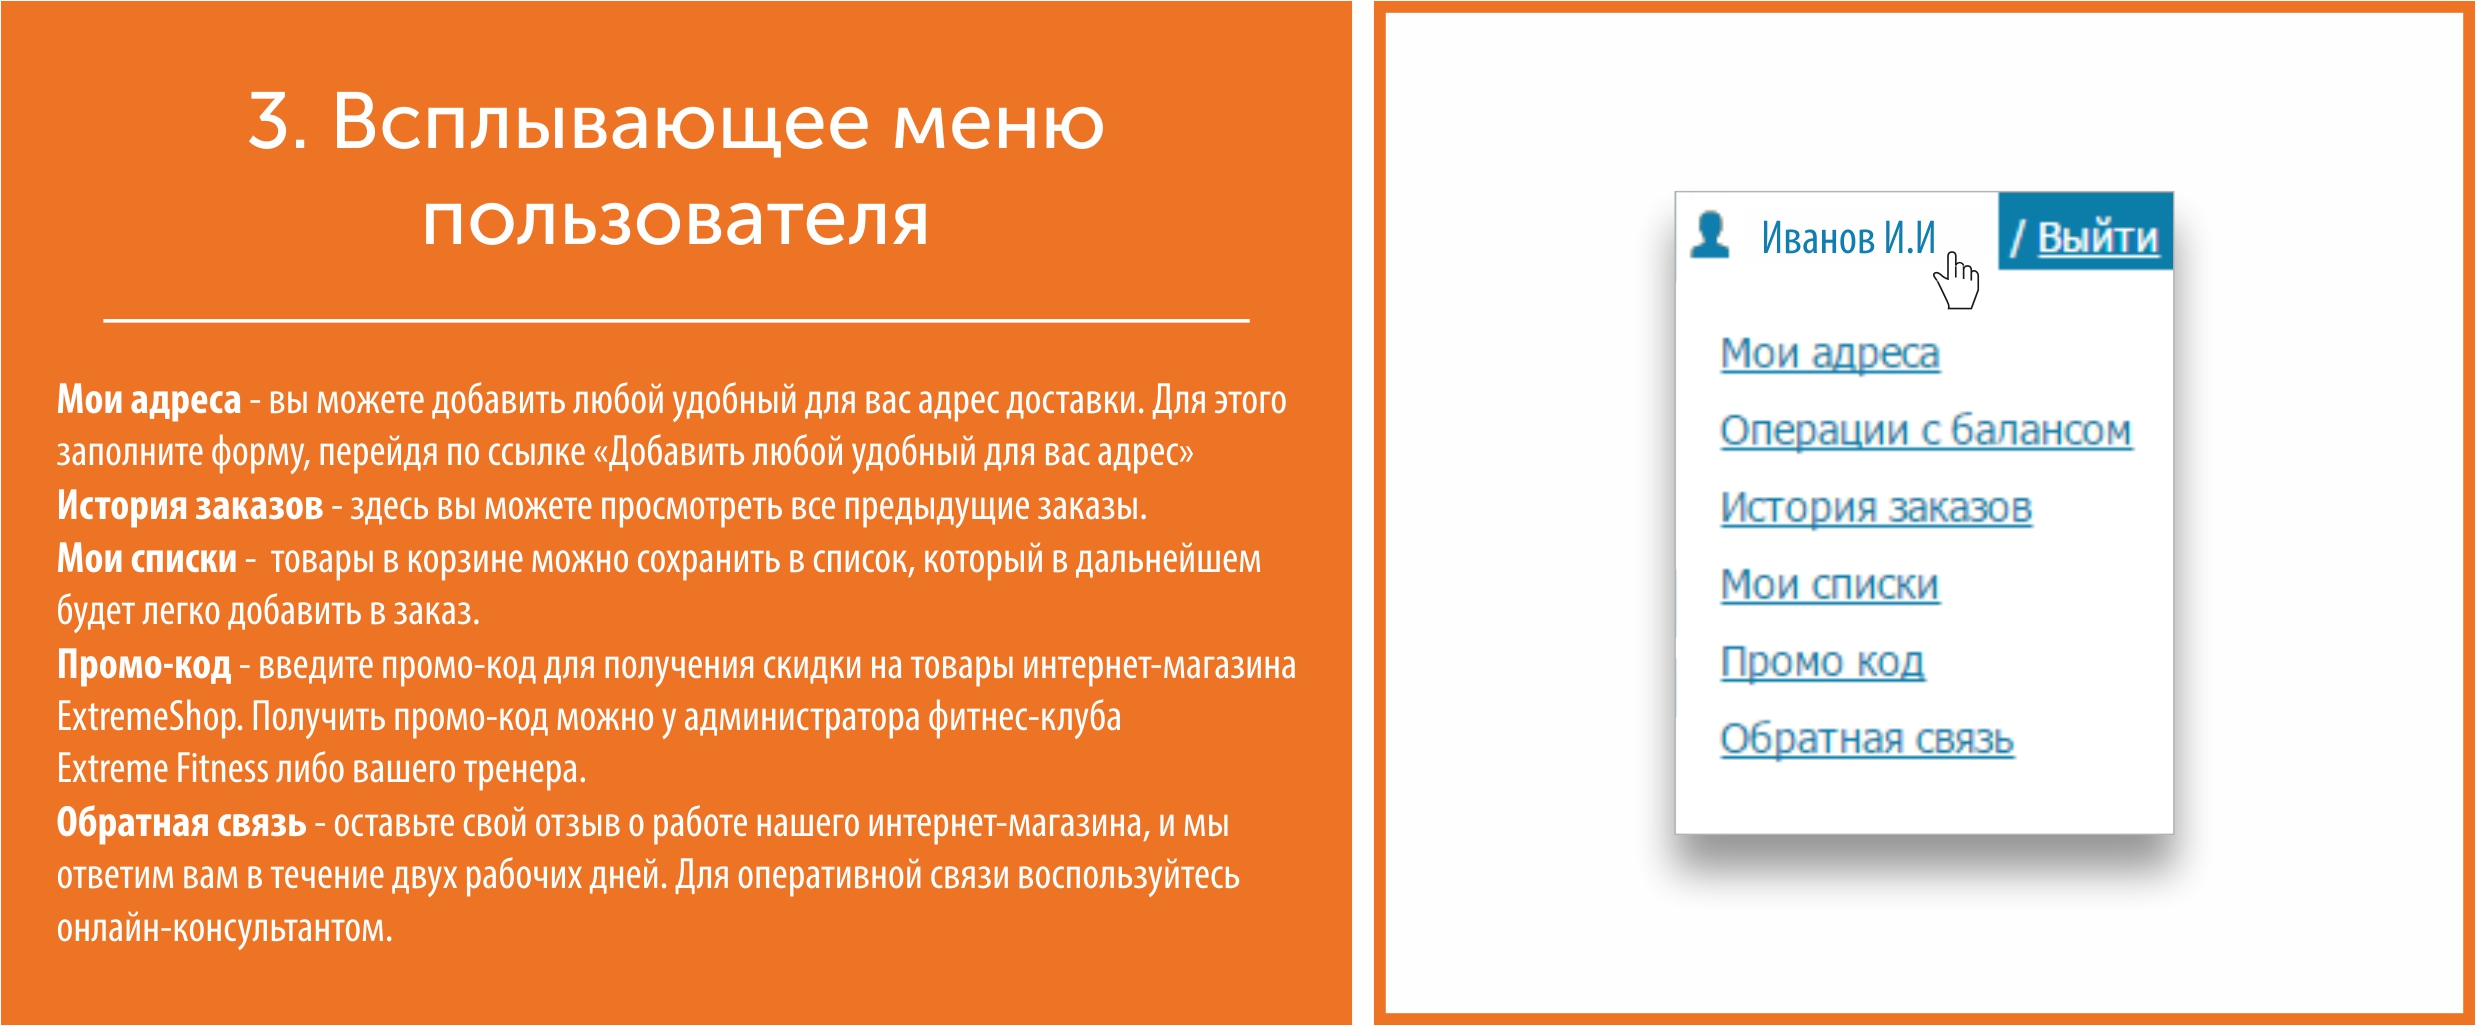 3. Всплывающее меню
пользователя
Мои адреса - вы можете добавить любой удобный для вас адрес доставки. Для этого
заполните форму, перейдя по ссылке «Добавить любой удобный для вас адрес»
История заказов - здесь вы можете просмотреть все предыдущие заказы.
Мои списки - товары в корзине можно сохранить в список, который в дальнейшем
будет легко добавить в заказ.
Промо-код - введите промо-код для получения скидки на товары интернет-магазина
ExtremeShop. Получить промо-код можно у администратора фитнес-клуба
Extreme Fitness либо вашего тренера.
Обратная связь - оставьте свой отзыв о работе нашего интернет-магазина, и мы
ответим вам в течение двух рабочих дней. Для оперативной связи воспользуйтесь
онлайн-консультантом.
Иванов И.И / Выйти
Мои адреса
Операции с балансом
История заказов
Мои списки
Промо код
Обратная связь